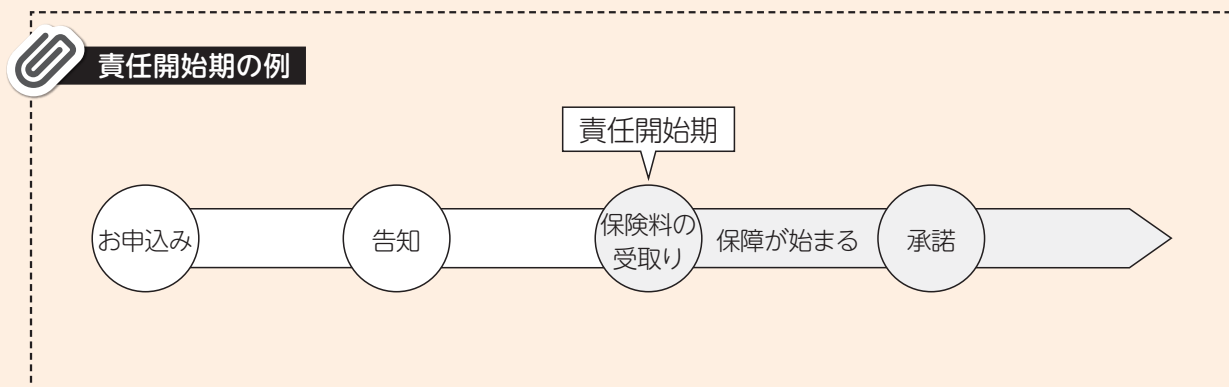 責任開始期の例
責任開始期
お申込み
告知
保険料の
受取り
保障が始まる
承諾